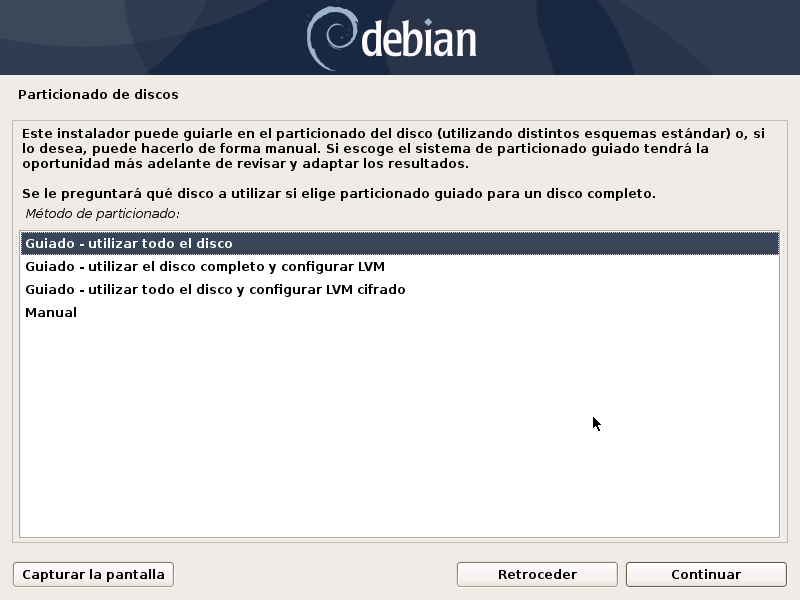 debian
Particionado de discos
Este instalador puede guiarle en el particionado del disco (utilizando distintos esquemas estándar) o, si
lo desea, puede hacerlo de forma manual. Si escoge el sistema de particionado guiado tendrá la
oportunidad más adelante de revisar y adaptar los resultados.
Se le preguntará qué disco a utilizar si elige particionado guiado para un disco completo.
Método de particionado:
Guiado - utilizar todo el disco
Guiado - utilizar el disco completo y configurar LVM
Guiado - utilizar todo el disco y configurar LVM cifrado
Manual
Capturar la pantalla
Retroceder
Continuar